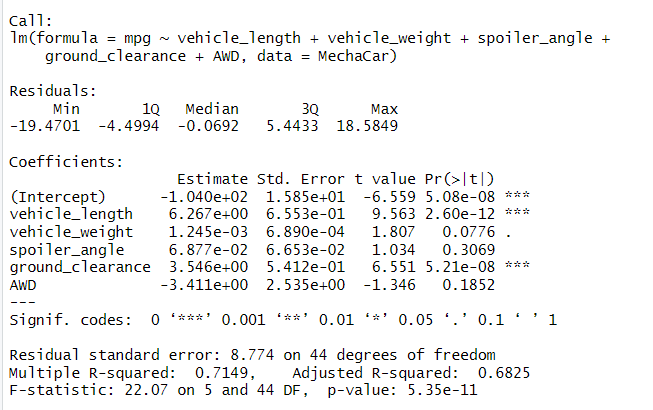 Call:
lm(formula = mpg ~ vehicle_length + vehicle_weight + spoiler_angle +
    ground_clearance + AWD, data = MechaCar)

Residuals:
     Min       1Q   Median       3Q      Max
-19.4701  -4.4994  -0.0692   5.4433  18.5849

Coefficients:
                   Estimate Std. Error t value Pr(>|t|)
(Intercept)      -1.040e+02  1.585e+01  -6.559 5.08e-08 ***
vehicle_length    6.267e+00  6.553e-01   9.563 2.60e-12 ***
vehicle_weight    1.245e-03  6.890e-04   1.807   0.0776 .
spoiler_angle     6.877e-02  6.653e-02   1.034   0.3069
ground_clearance  3.546e+00  5.412e-01   6.551 5.21e-08 ***
AWD              -3.411e+00  2.535e+00  -1.346   0.1852
---
Signif. codes:  0 ‘***’ 0.001 ‘**’ 0.01 ‘*’ 0.05 ‘.’ 0.1 ‘ ’ 1

Residual standard error: 8.774 on 44 degrees of freedom
Multiple R-squared:  0.7149,    Adjusted R-squared:  0.6825
F-statistic: 22.07 on 5 and 44 DF,  p-value: 5.35e-11